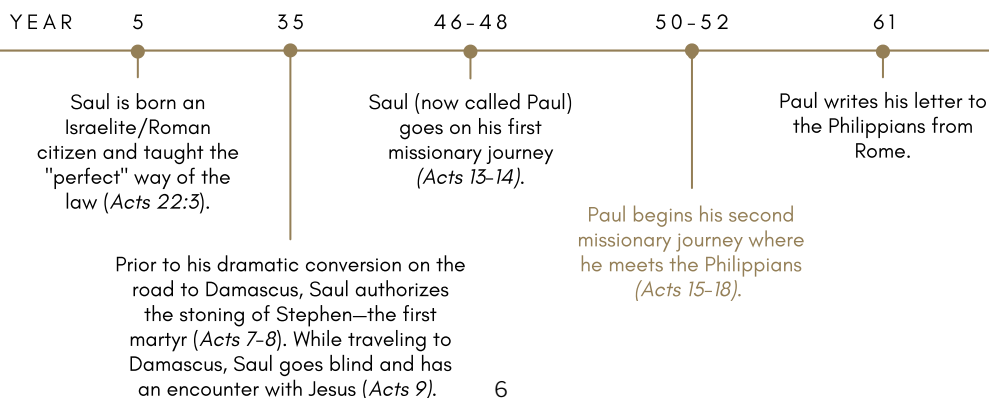 YEAR 5 35 46-48 50-52 61
Saul is born an
Israelite/Roman
citizen and taught the
"perfect" way of the
law (Acts 22:3).
Prior to his dramatic conversion on the
road to Damascus, Saul authorizes
the stoning of Stephen—the first
martyr (Acts 7-8). While traveling to
Damascus, Saul goes blind and has
an encounter with Jesus (Acts 9).
Saul (now called Paul)
goes on his first
missionary journey
(Acts 13-14).
Paul begins his second
missionary journey where
he meets the Philippians
(Acts 15-18).
Paul writes his letter to
the Philippians from
Rome.
6